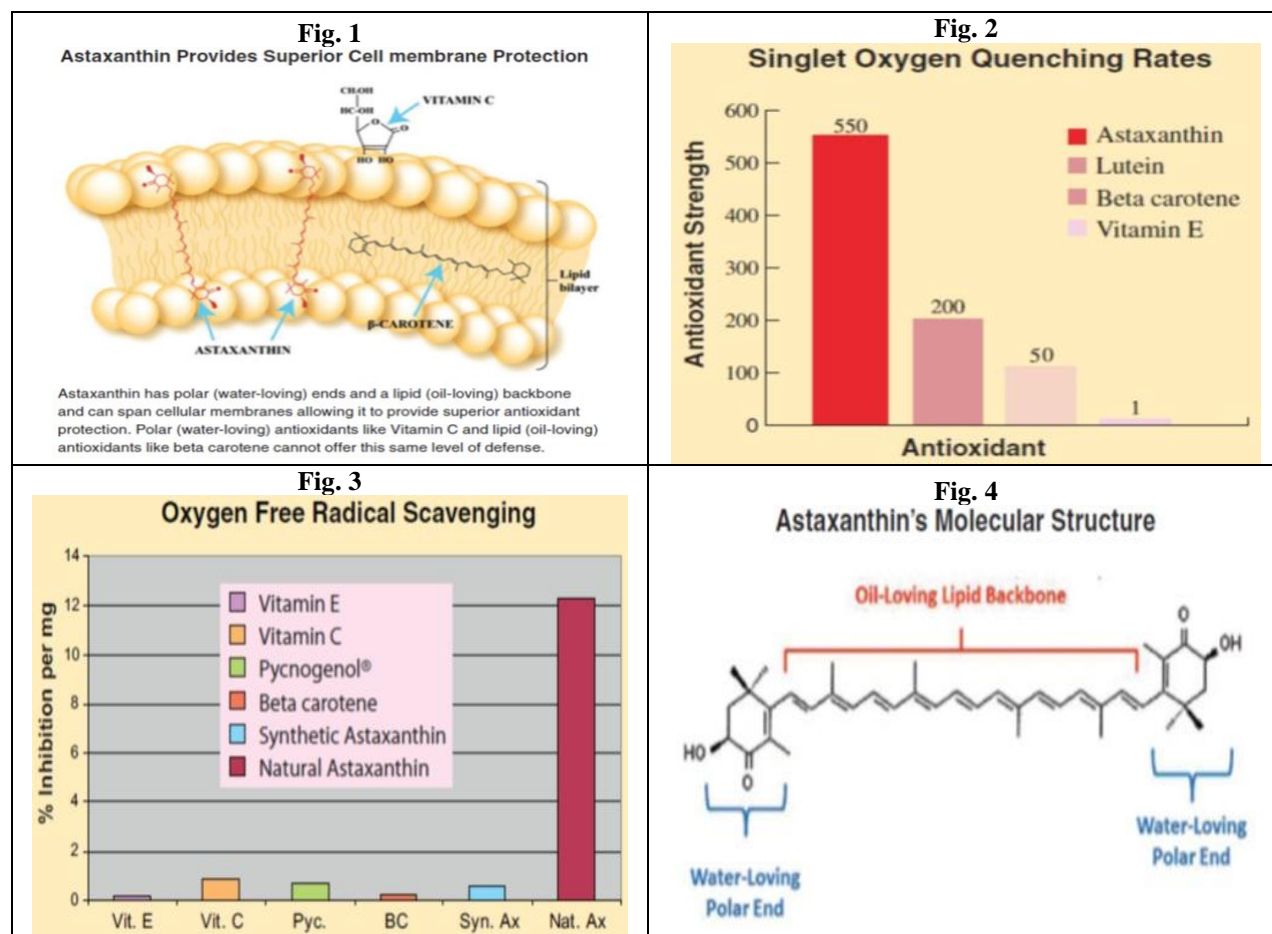 Fig. 1
Astaxanthin Provides Superior Cell membrane Protection
CH₂OH
HC-OH
O
O
HO HO
VITAMIN C
Lipid
bilayer
β-CAROTENE
ASTAXANTHIN
Astaxanthin has polar (water-loving) ends and a lipid (oil-loving) backbone
and can span cellular membranes allowing it to provide superior antioxidant
protection. Polar (water-loving) antioxidants like Vitamin C and lipid (oil-loving)
antioxidants like beta carotene cannot offer this same level of defense.
Fig. 2
Singlet Oxygen Quenching Rates
Antioxidant Strength
600
500
400
300
200
100
0
550
200
50
1
Astaxanthin
Lutein
Beta carotene
Vitamin E
Antioxidant
Fig. 3
Oxygen Free Radical Scavenging
% Inhibition per mg
14
12
10
8
6
4
2
0
Vitamin E
Vitamin C
Pycnogenol®
Beta carotene
Synthetic Astaxanthin
Natural Astaxanthin
Vit. E Vit. C Pyc. BC Syn. Ax Nat. Ax
Fig. 4
Astaxanthin's Molecular Structure
Oil-Loving Lipid Backbone
O
OH
HO
O
Water-Loving
Polar End
Water-Loving
Polar End